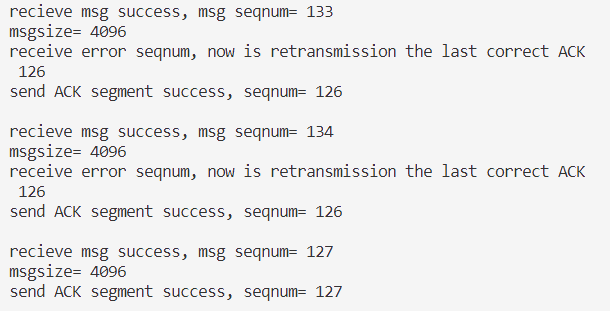 recieve msg success, msg seqnum= 133
msgsize= 4096
receive error seqnum, now is retransmission the last correct ACK
126
send ACK segment success, seqnum= 126
recieve msg success, msg seqnum= 134
msgsize= 4096
receive error seqnum, now is retransmission the last correct ACK
126
send ACK segment success, seqnum= 126
recieve msg success, msg seqnum= 127
msgsize= 4096
send ACK segment success, seqnum= 127